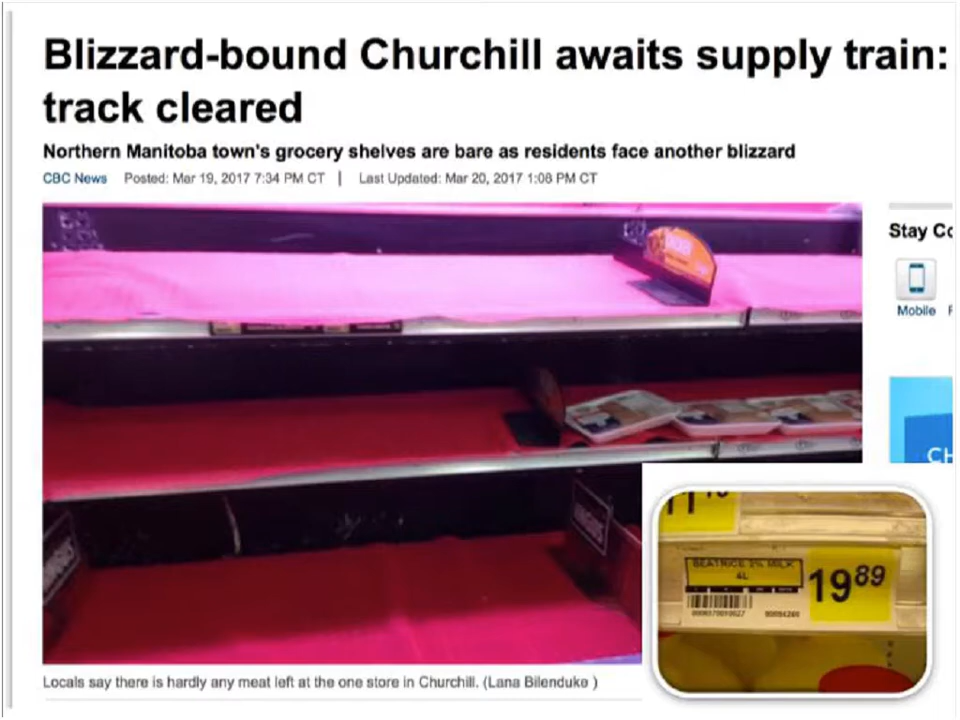 Blizzard-bound Churchill awaits supply train:
track cleared
Northern Manitoba town's grocery shelves are bare as residents face another blizzard
CBC News Posted: Mar 19, 2017 7:34 PM CT | Last Updated: Mar 20, 2017 1:06 PM CT
Stay Co
Mobile F
CH
BEATRICE 2% MILK
4L
19 89
Locals say there is hardly any meat left at the one store in Churchill. (Lana Bilenduke )